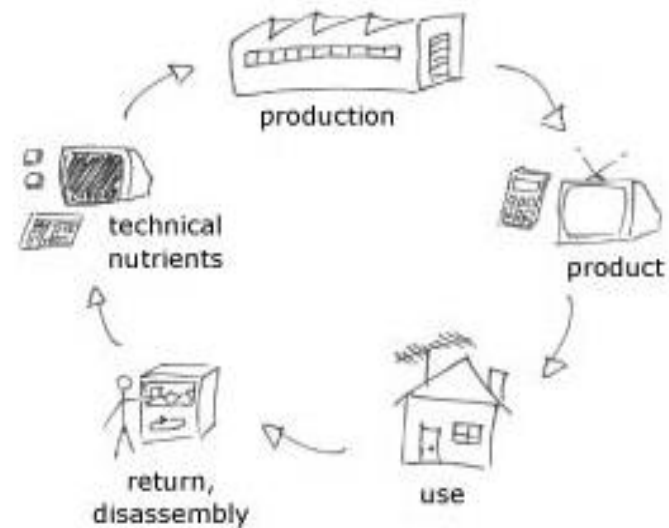 production
product
use
return,
disassembly
technical
nutrients